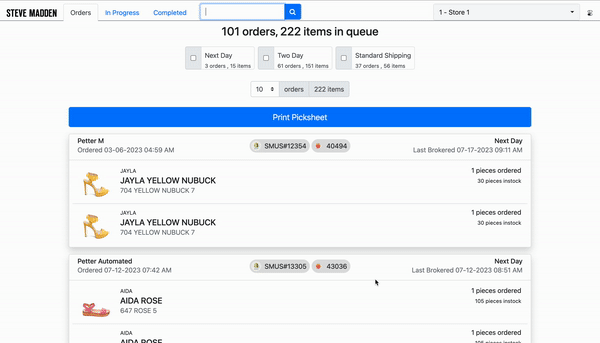 STEVE MADDEN Orders In Progress Completed 1 - Store 1
101 orders, 222 items in queue
Next Day Two Day Standard Shipping
3 orders , 15 items 61 orders , 151 items 37 orders , 56 items
10 orders 222 items
Print Picksheet
Petter M SMUS#12354 40494 Next Day
Ordered 03-06-2023 04:59 AM Last Brokered 07-17-2023 09:11 AM
JAYLA 1 pieces ordered
JAYLA YELLOW NUBUCK 30 pieces instock
704 YELLOW NUBUCK 7
JAYLA 1 pieces ordered
JAYLA YELLOW NUBUCK 30 pieces instock
704 YELLOW NUBUCK 7
Petter Automated SMUS#13305 43036 Next Day
Ordered 07-12-2023 07:42 AM Last Brokered 07-12-2023 08:51 AM
AIDA 1 pieces ordered
AIDA ROSE 105 pieces instock
647 ROSE 5
AIDA 1 pieces ordered
AIDA ROSE 105 pieces instock